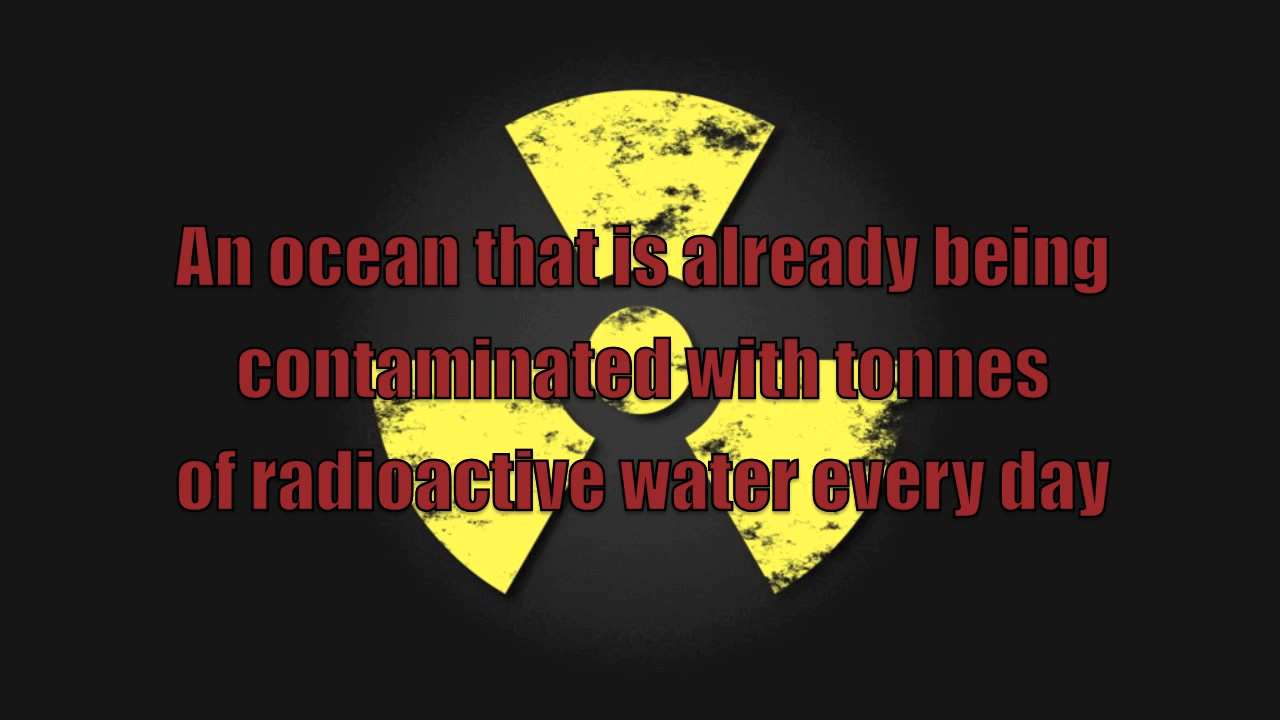 An ocean that is already being
contaminated with tonnes
of radioactive water every day